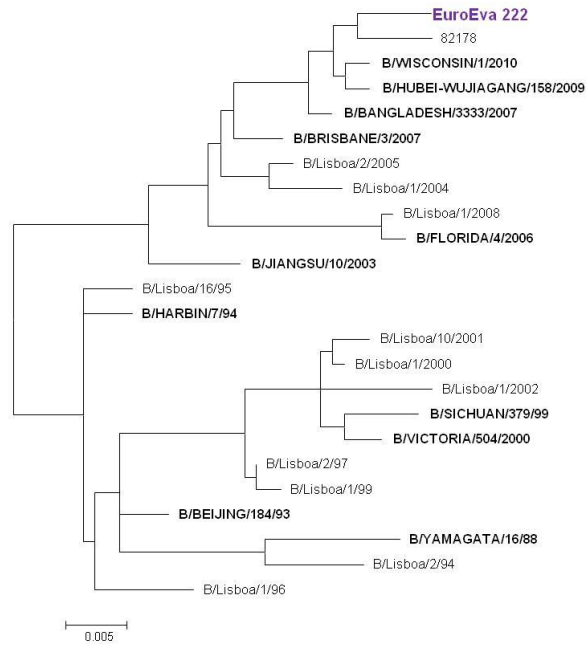 EuroEva 222
82178
B/WISCONSIN/1/2010
B/HUBEI-WUJIAGANG/158/2009
B/BANGLADESH/3333/2007
B/BRISBANE/3/2007
B/Lisboa/2/2005
B/Lisboa/1/2004
B/Lisboa/1/2008
B/FLORIDA/4/2006
B/JIANGSU/10/2003
B/Lisboa/16/95
B/HARBIN/7/94
B/Lisboa/10/2001
B/Lisboa/1/2000
B/Lisboa/1/2002
B/SICHUAN/379/99
B/VICTORIA/504/2000
B/Lisboa/2/97
B/Lisboa/1/99
B/BEIJING/184/93
B/YAMAGATA/16/88
B/Lisboa/2/94
B/Lisboa/1/96
0.005